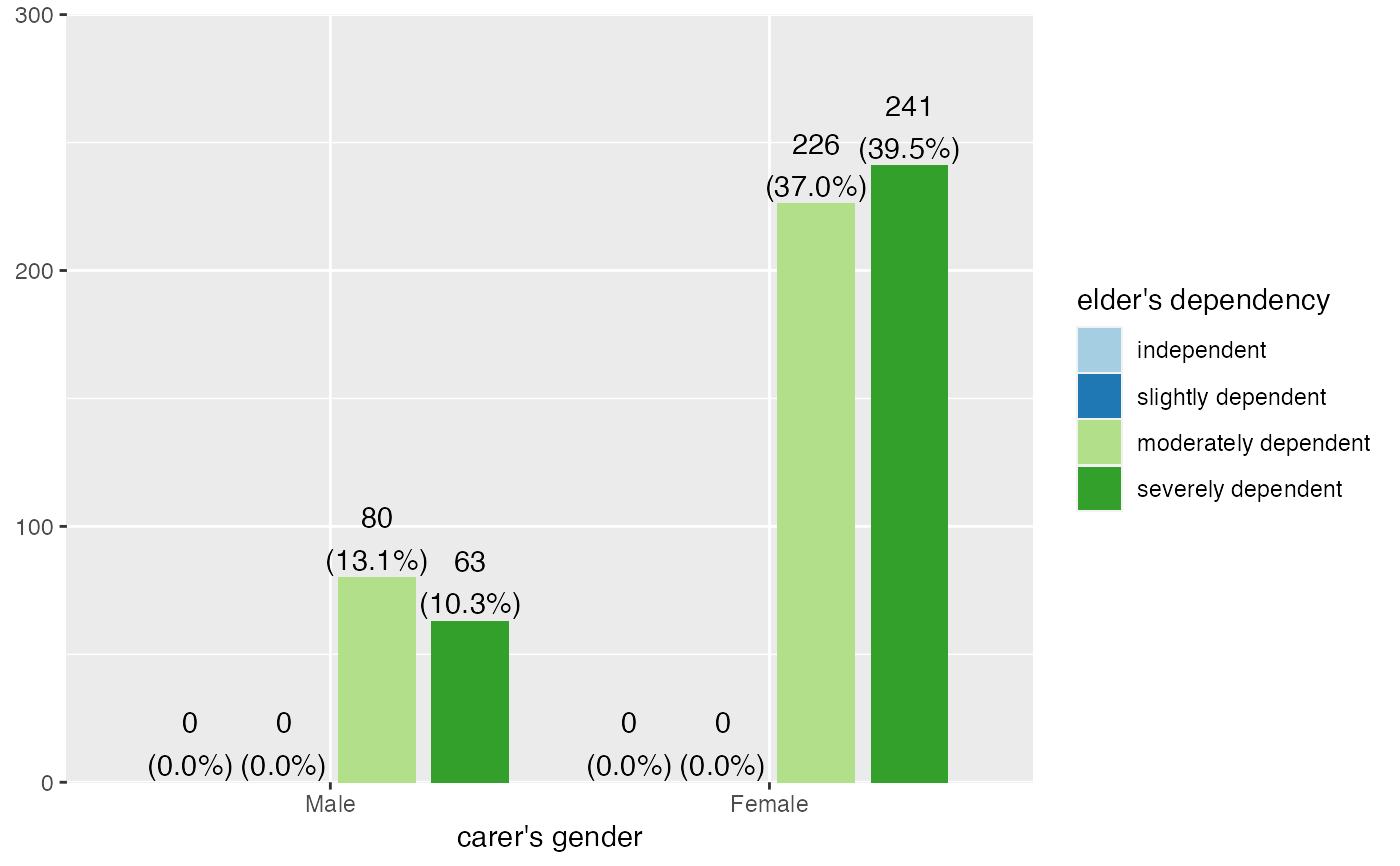 300
200
100
0
0
(0.0%)
0
(0.0%)
80
(13.1%)
63
(10.3%)
0
(0.0%)
0
(0.0%)
226
(37.0%)
241
(39.5%)
Male
Female
carer's gender
elder's dependency
independent
slightly dependent
moderately dependent
severely dependent